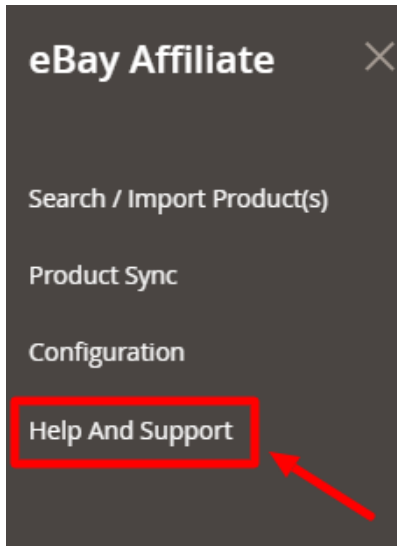 eBay Affiliate
Search / Import Product(s)
Product Sync
Configuration
Help And Support